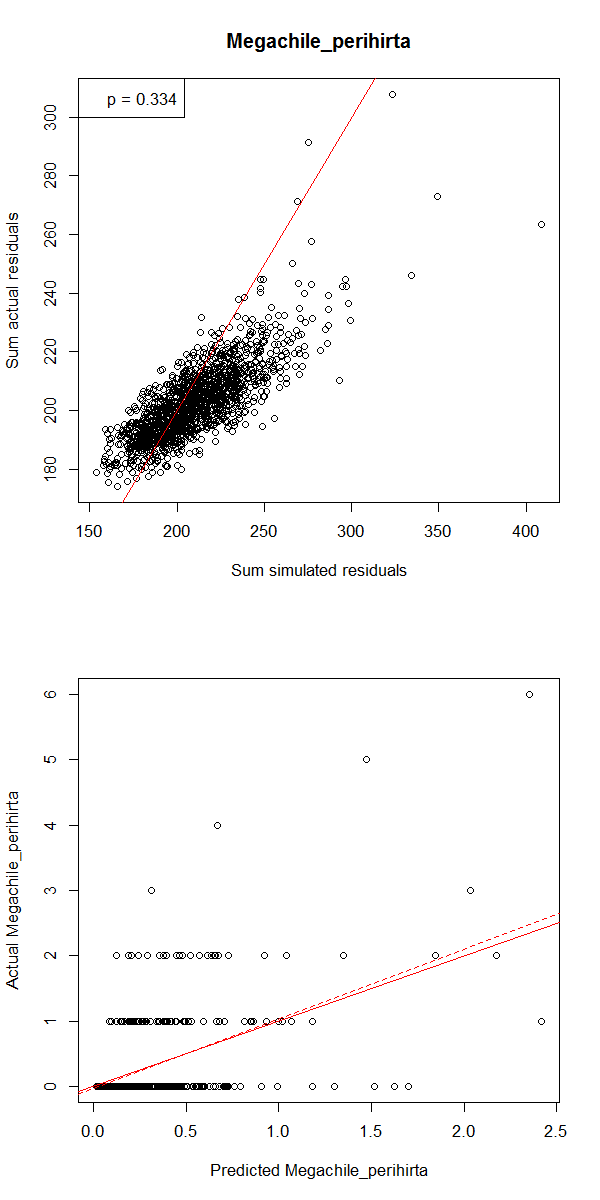 Megachile_perihirta
p = 0.334
Sum actual residuals
180 200 220 240 260 280 300
150 200 250 300 350 400
Sum simulated residuals
Actual Megachile_perihirta
0 1 2 3 4 5 6
0.0 0.5 1.0 1.5 2.0 2.5
Predicted Megachile_perihirta